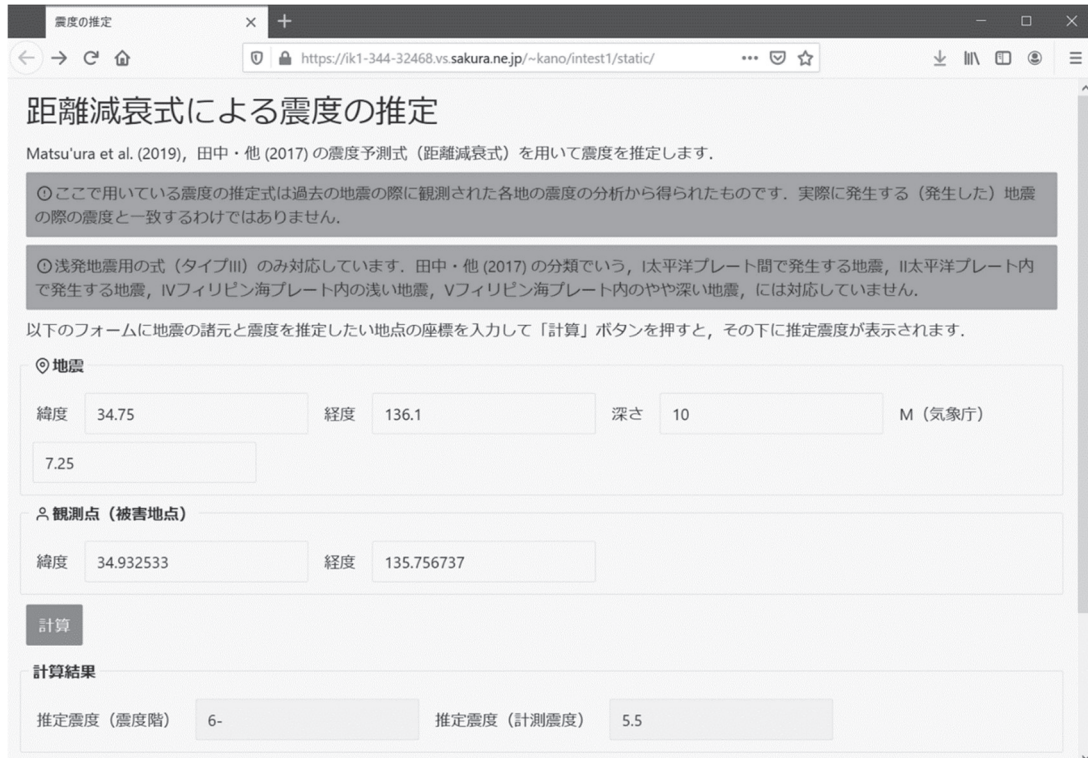 震度の推定
https://ik1-344-32468.vs.sakura.ne.jp/~kano/intest1/static/
距離減衰式による震度の推定
Matsu'ura et al. (2019)，田中・他 (2017) の震度予測式（距離減衰式）を用いて震度を推定します．
ここで用いている震度の推定式は過去の地震の際に観測された各地の震度の分析から得られたものです．実際に発生する（発生した）地震
の際の震度と一致するわけではありません．
浅発地震用の式（タイプIII）のみ対応しています．田中・他 (2017) の分類でいう，I太平洋プレート間で発生する地震，II太平洋プレート内
で発生する地震，IVフィリピン海プレート内の浅い地震，Vフィリピン海プレート内のやや深い地震，には対応していません．
以下のフォームに地震の諸元と震度を推定したい地点の座標を入力して「計算」ボタンを押すと，その下に推定震度が表示されます．
地震
緯度 34.75 経度 136.1 深さ 10 M（気象庁）
7.25
観測点（被害地点）
緯度 34.932533 経度 135.756737
計算
計算結果
推定震度（震度階） 6- 推定震度（計測震度） 5.5